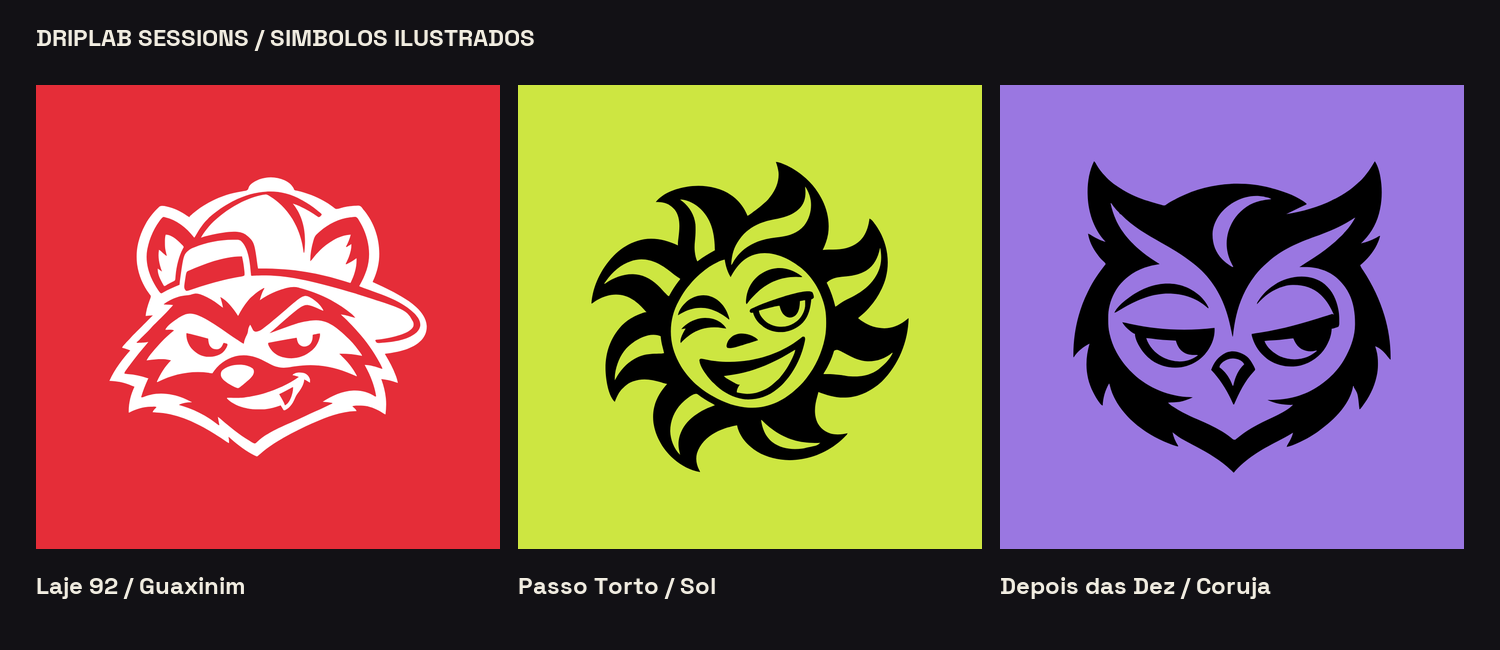 DRIPLAB SESSIONS / SIMBOLOS ILUSTRADOS
Laje 92 / Guaxinim
Passo Torto / Sol
Depois das Dez / Coruja